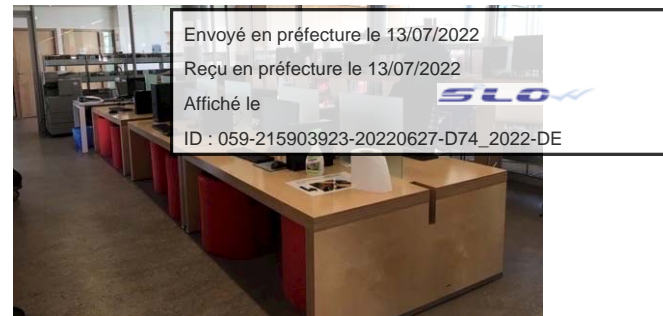 Envoyé en préfecture le 13/07/2022
Reçu en préfecture le 13/07/2022
Affiché le
SLOW
ID : 059-215903923-20220627-D74_2022-DE